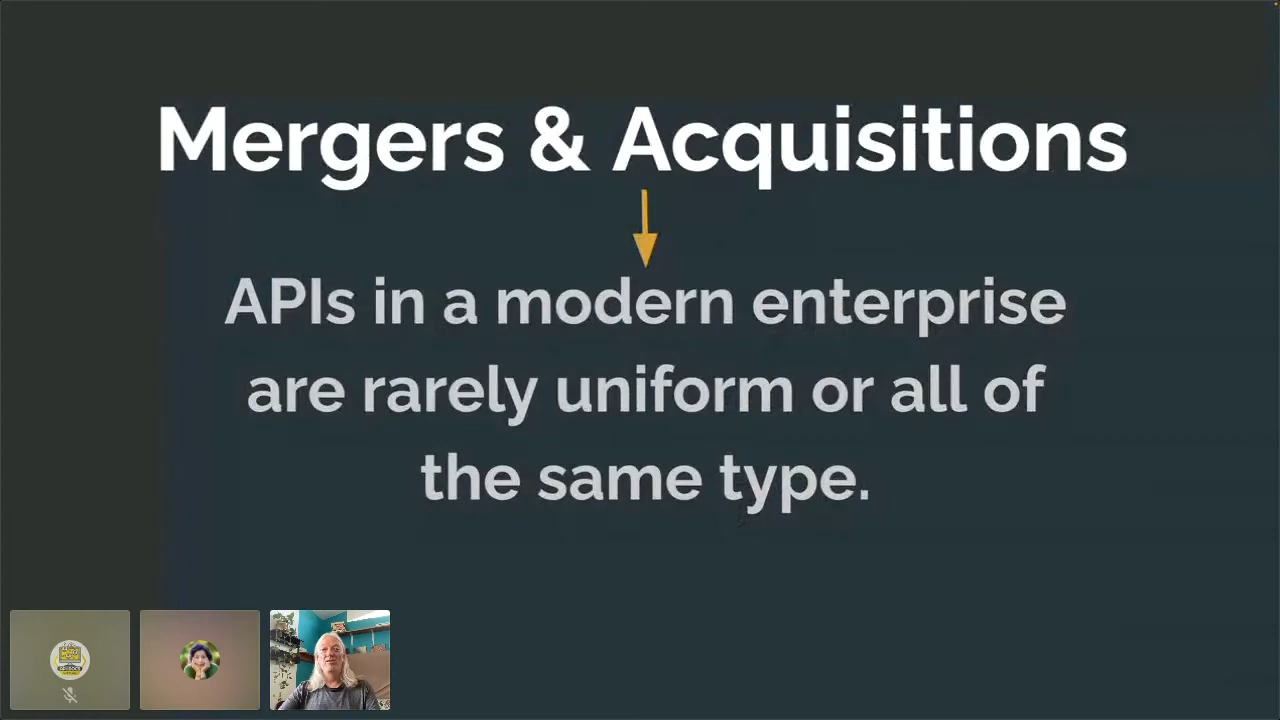 Mergers & Acquisitions
APIs in a modern enterprise
are rarely uniform or all of
the same type.